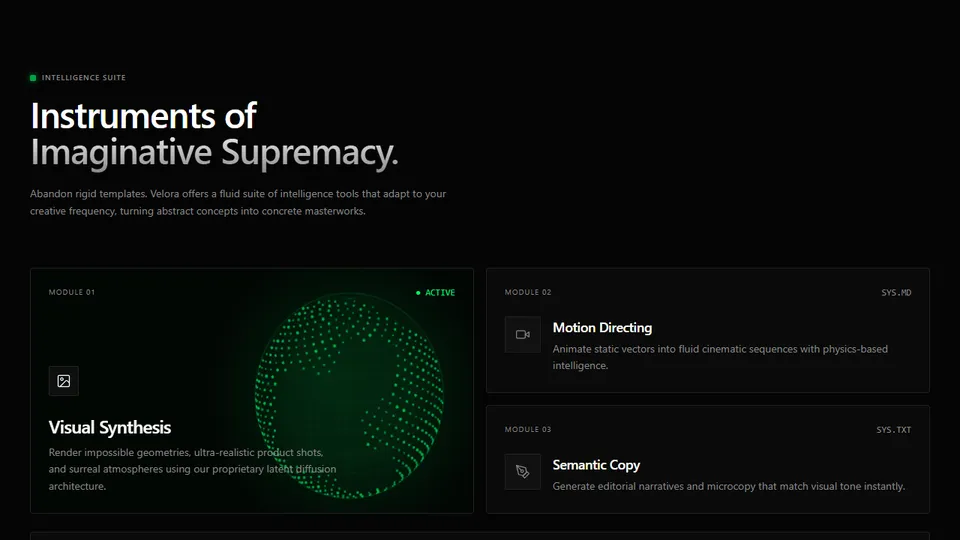 INTELLIGENCE SUITE
Instruments of
Imaginative Supremacy.
Abandon rigid templates. Velora offers a fluid suite of intelligence tools that adapt to your
creative frequency, turning abstract concepts into concrete masterworks.
MODULE 01
ACTIVE
Visual Synthesis
Render impossible geometries, ultra-realistic product shots,
and surreal atmospheres using our proprietary latent diffusion
architecture.
MODULE 02
SYS.MD
Motion Directing
Animate static vectors into fluid cinematic sequences with physics-based
intelligence.
MODULE 03
SYS.TXT
Semantic Copy
Generate editorial narratives and microcopy that match visual tone instantly.